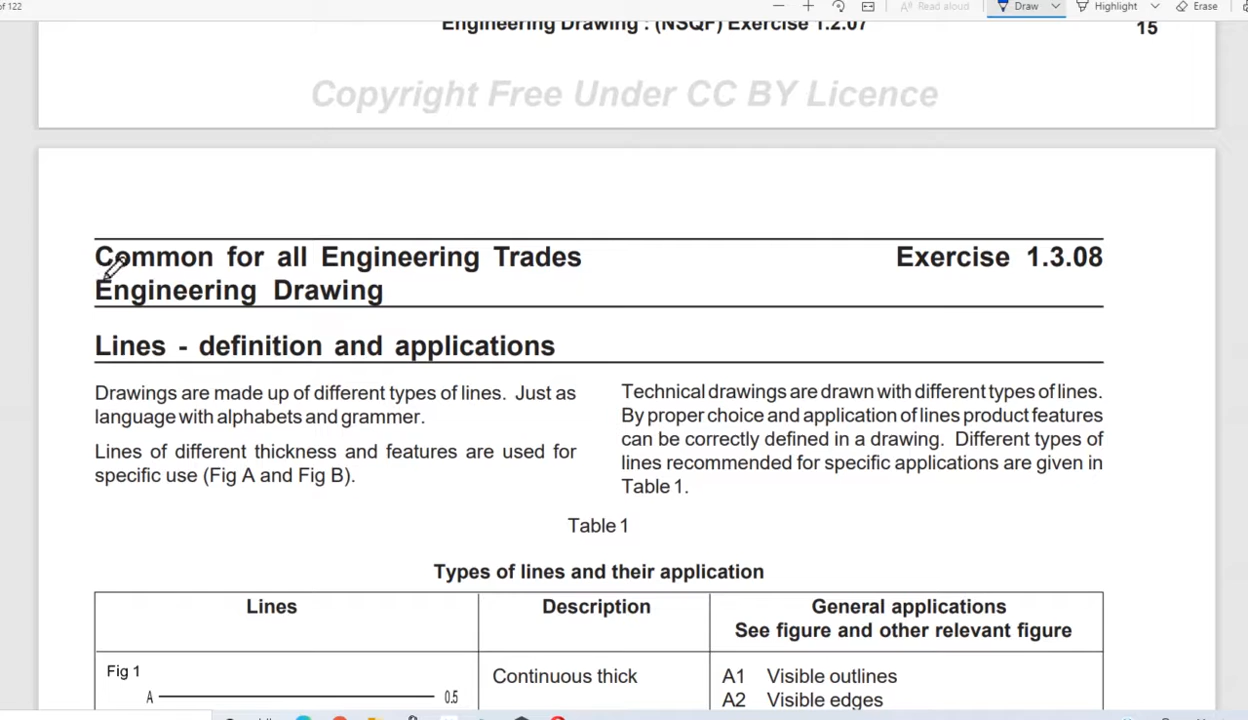 of 122
Read aloud
Draw
Highlight
Erase
Engineering Drawing : (NSQF) Exercise 1.2.07
15
Copyright Free Under CC BY Licence
Common for all Engineering Trades
Exercise 1.3.08
Engineering Drawing
Lines - definition and applications
Drawings are made up of different types of lines. Just as
language with alphabets and grammer.
Lines of different thickness and features are used for
specific use (Fig A and Fig B).
Technical drawings are drawn with different types of lines.
By proper choice and application of lines product features
can be correctly defined in a drawing. Different types of
lines recommended for specific applications are given in
Table 1.
Table 1
Types of lines and their application
Lines
Description
General applications
See figure and other relevant figure
Fig 1
A
0.5
Continuous thick
A1 Visible outlines
A2 Visible edges